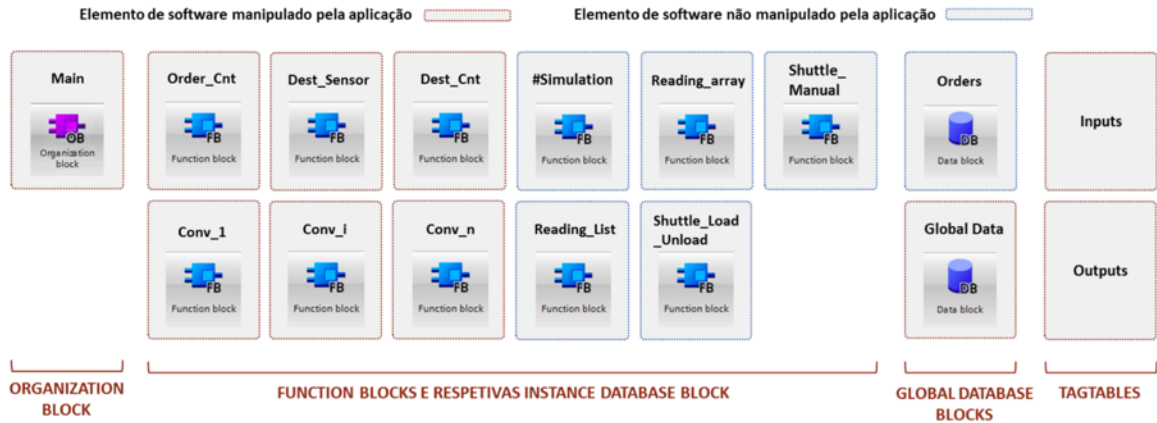 Elemento de software manipulado pela aplicação
Elemento de software não manipulado pela aplicação
Main
OB
Organization
block
Order_Cnt
FB
Function block
Dest_Sensor
FB
Function block
Dest_Cnt
FB
Function block
#Simulation
FB
Function block
Reading_array
FB
Function block
Shuttle_
Manual
FB
Function block
Orders
DB
Data block
Inputs
Conv_1
FB
Function block
Conv_i
FB
Function block
Conv_n
FB
Function block
Reading_List
FB
Function block
Shuttle_Load
_Unload
FB
Function block
Global Data
DB
Data block
Outputs
ORGANIZATION
BLOCK
FUNCTION BLOCKS E RESPETIVAS INSTANCE DATABASE BLOCK
GLOBAL DATABASE
BLOCKS
TAGTABLES